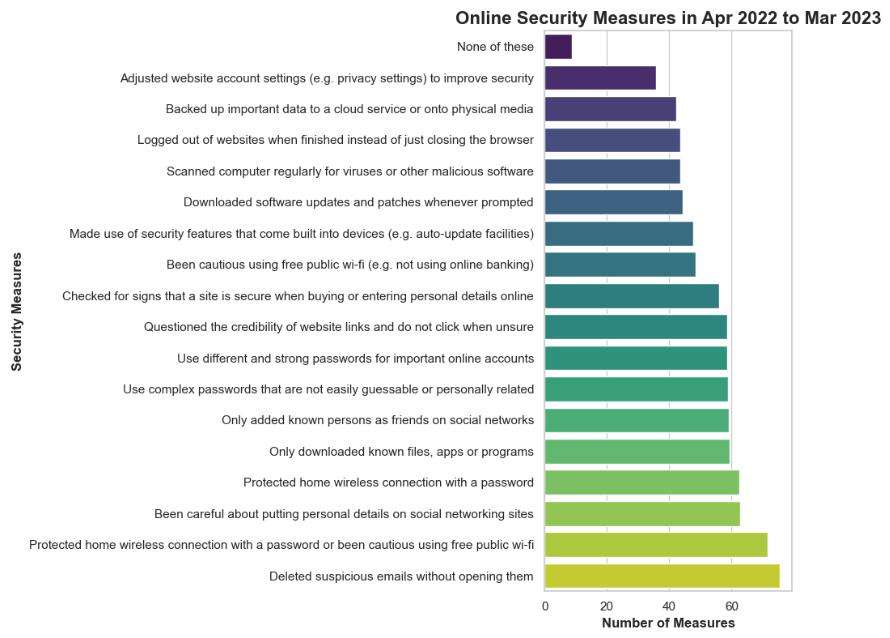 Online Security Measures in Apr 2022 to Mar 2023
None of these
Adjusted website account settings (e.g. privacy settings) to improve security
Backed up important data to a cloud service or onto physical media
Logged out of websites when finished instead of just closing the browser
Scanned computer regularly for viruses or other malicious software
Downloaded software updates and patches whenever prompted
Made use of security features that come built into devices (e.g. auto-update facilities)
Been cautious using free public wi-fi (e.g. not using online banking)
Checked for signs that a site is secure when buying or entering personal details online
Questioned the credibility of website links and do not click when unsure
Use different and strong passwords for important online accounts
Use complex passwords that are not easily guessable or personally related
Only added known persons as friends on social networks
Only downloaded known files, apps or programs
Protected home wireless connection with a password
Been careful about putting personal details on social networking sites
Protected home wireless connection with a password or been cautious using free public wi-fi
Deleted suspicious emails without opening them
Security Measures
0 20 40 60
Number of Measures